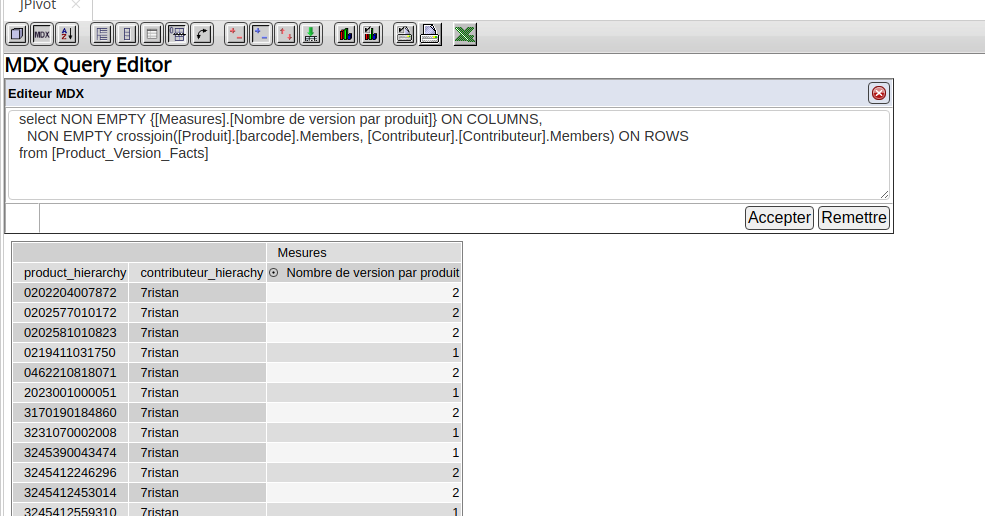 JPivot
MDX
A
Z
MDX Query Editor
Editeur MDX
select NON EMPTY {[Measures].[Nombre de version par produit]} ON COLUMNS,
NON EMPTY crossjoin([Produit].[barcode].Members, [Contributeur].[Contributeur].Members) ON ROWS
from [Product_Version_Facts]
Accepter Remettre
Mesures
product_hierarchy contributeur_hierachy Nombre de version par produit
0202204007872 7ristan 2
0202577010172 7ristan 2
0202581010823 7ristan 2
0219411031750 7ristan 1
0462210818071 7ristan 2
2023001000051 7ristan 1
3170190184860 7ristan 2
3231070002008 7ristan 1
3245390043474 7ristan 1
3245412246296 7ristan 2
3245412453014 7ristan 2
3245412559310 7ristan 1